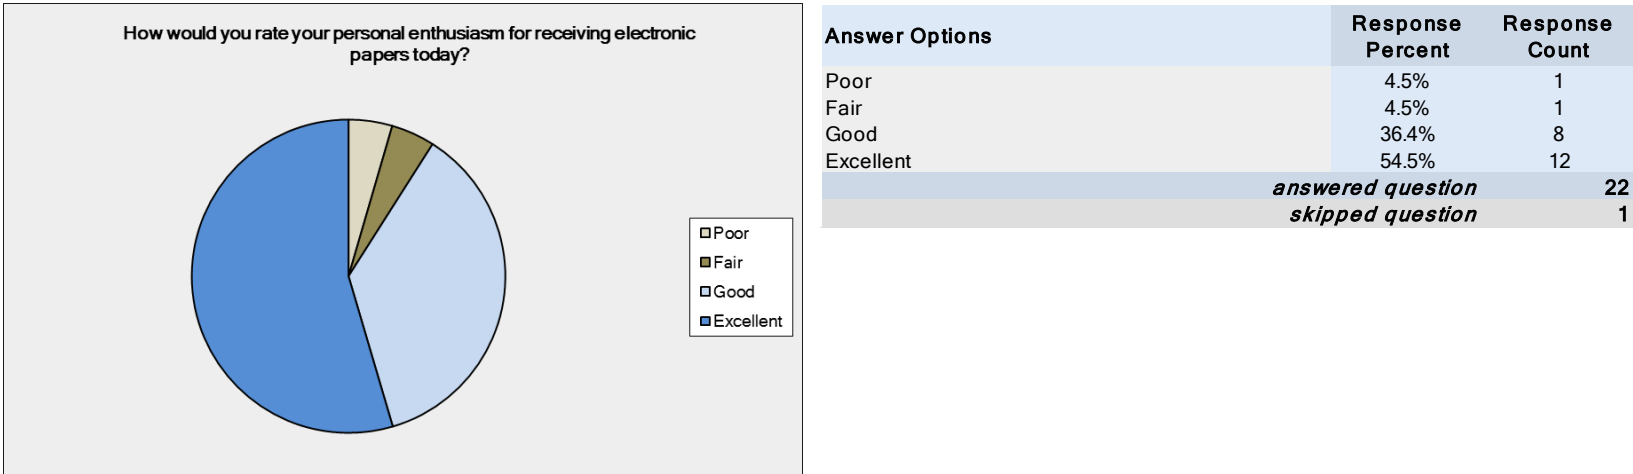 How would you rate your personal enthusiasm for receiving electronic
papers today?
Poor
Fair
Good
Excellent
Answer Options Response Percent Response Count
Poor 4.5% 1
Fair 4.5% 1
Good 36.4% 8
Excellent 54.5% 12
answered question 22
skipped question 1